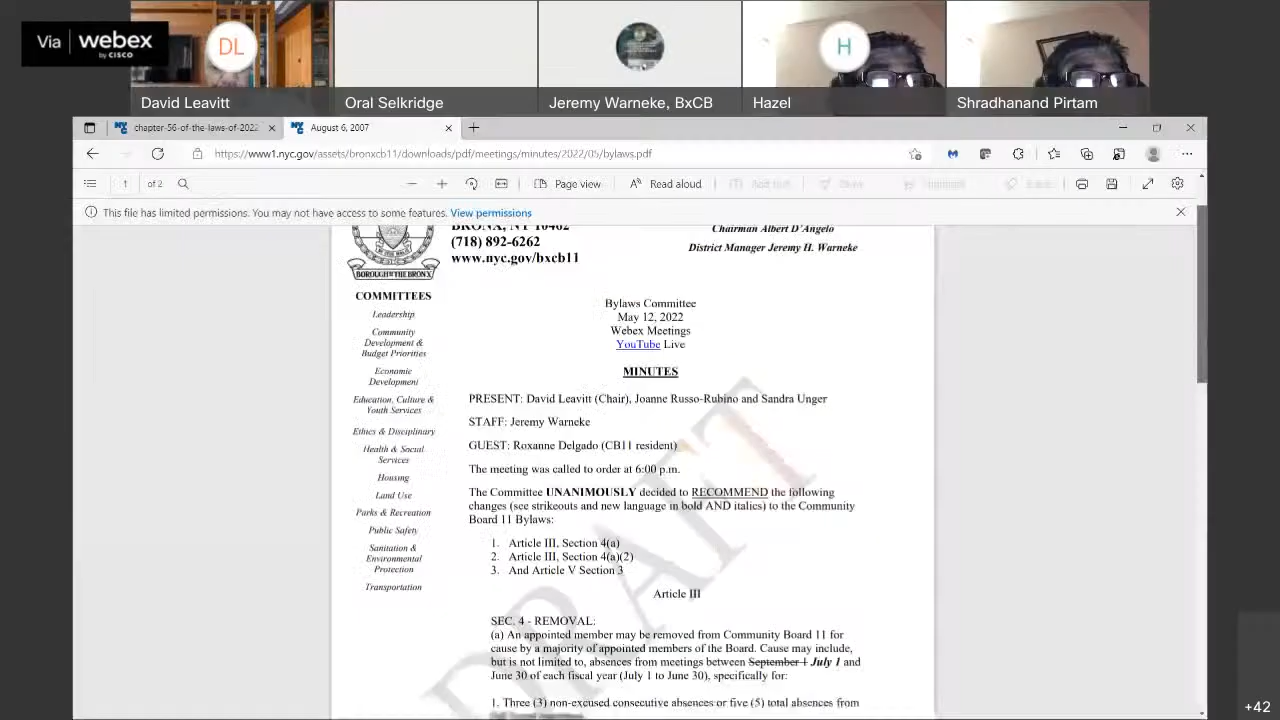 Via webex
by CISCO
DL
H
David Leavitt
Oral Selkridge
Jeremy Warneke, BxCB
Hazel
Shradhanand Pirtam
chapter-56-of-the-laws-of-2022
August 6, 2007
https://www1.nyc.gov/assets/bronxcb11/downloads/pdf/meetings/minutes/2022/05/bylaws.pdf
1 of 2
Page view
Read aloud
Add text
This file has limited permissions. You may not have access to some features. View permissions
BRONX, NY 10462
(718) 892-6262
www.nyc.gov/bxcb11
Chairman Albert D'Angelo
District Manager Jeremy H. Warneke
BOROUGH OF THE BRONX
COMMITTEES
Leadership
Community
Development &
Budget Priorities
Economic
Development
Education, Culture &
Youth Services
Ethics & Disciplinary
Health & Social
Services
Housing
Land Use
Parks & Recreation
Public Safety
Sanitation &
Environmental
Protection
Transportation
Bylaws Committee
May 12, 2022
Webex Meetings
YouTube Live
MINUTES
PRESENT: David Leavitt (Chair), Joanne Russo-Rubino and Sandra Unger
STAFF: Jeremy Warneke
GUEST: Roxanne Delgado (CB11 resident)
The meeting was called to order at 6:00 p.m.
The Committee UNANIMOUSLY decided to RECOMMEND the following
changes (see strikeouts and new language in bold AND italics) to the Community
Board 11 Bylaws:
1. Article III, Section 4(a)
2. Article III, Section 4(a)(2)
3. And Article V Section 3
Article III
SEC. 4 - REMOVAL:
(a) An appointed member may be removed from Community Board 11 for
cause by a majority of appointed members of the Board. Cause may include,
but is not limited to, absences from meetings between September 1 July 1 and
June 30 of each fiscal year (July 1 to June 30), specifically for:
1. Three (3) non-excused consecutive absences or five (5) total absences from
DRAFT
+42